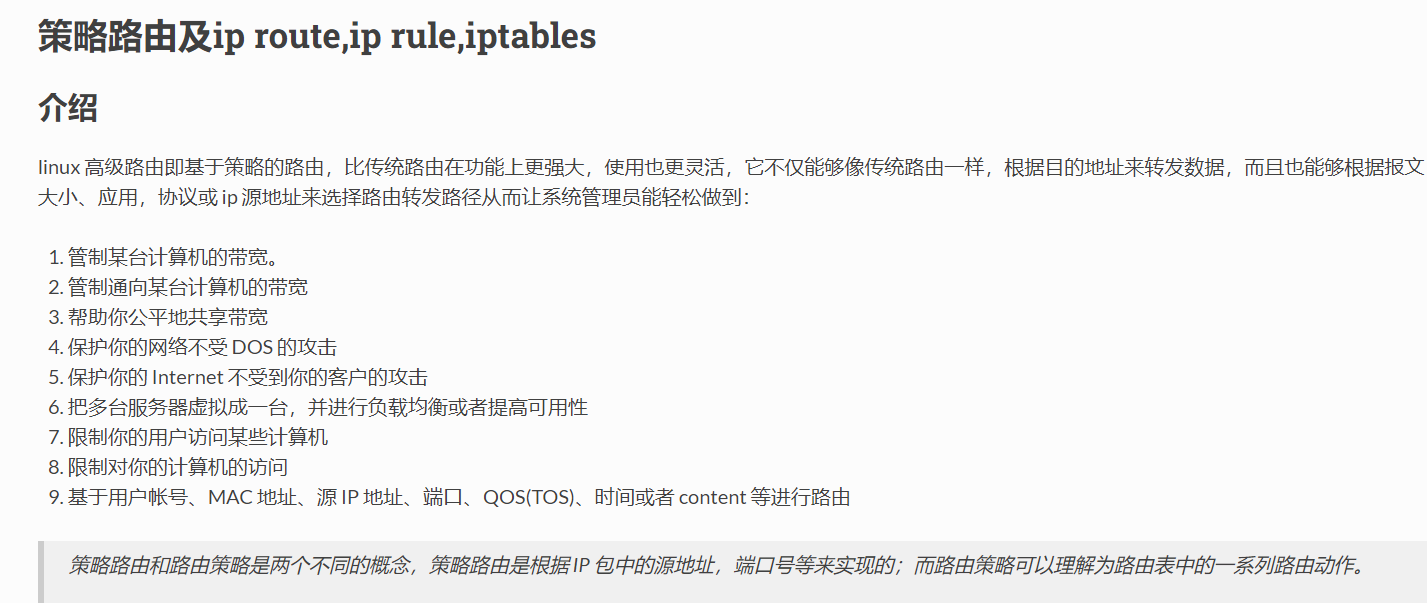 策略路由及ip route,ip rule,iptables
介绍
linux 高级路由即基于策略的路由，比传统路由在功能上更强大，使用也更灵活，它不仅能够像传统路由一样，根据目的地址来转发数据，而且也能够根据报文
大小、应用，协议或 ip 源地址来选择路由转发路径从而让系统管理员能轻松做到：
1. 管制某台计算机的带宽。
2. 管制通向某台计算机的带宽
3. 帮助你公平地共享带宽
4. 保护你的网络不受 DOS 的攻击
5. 保护你的 Internet 不受到你的客户的攻击
6. 把多台服务器虚拟成一台，并进行负载均衡或者提高可用性
7. 限制你的用户访问某些计算机
8. 限制对你的计算机的访问
9. 基于用户帐号、MAC 地址、源 IP 地址、端口、QOS(TOS)、时间或者 content 等进行路由
策略路由和路由策略是两个不同的概念，策略路由是根据 IP 包中的源地址，端口号等来实现的；而路由策略可以理解为路由表中的一系列路由动作。